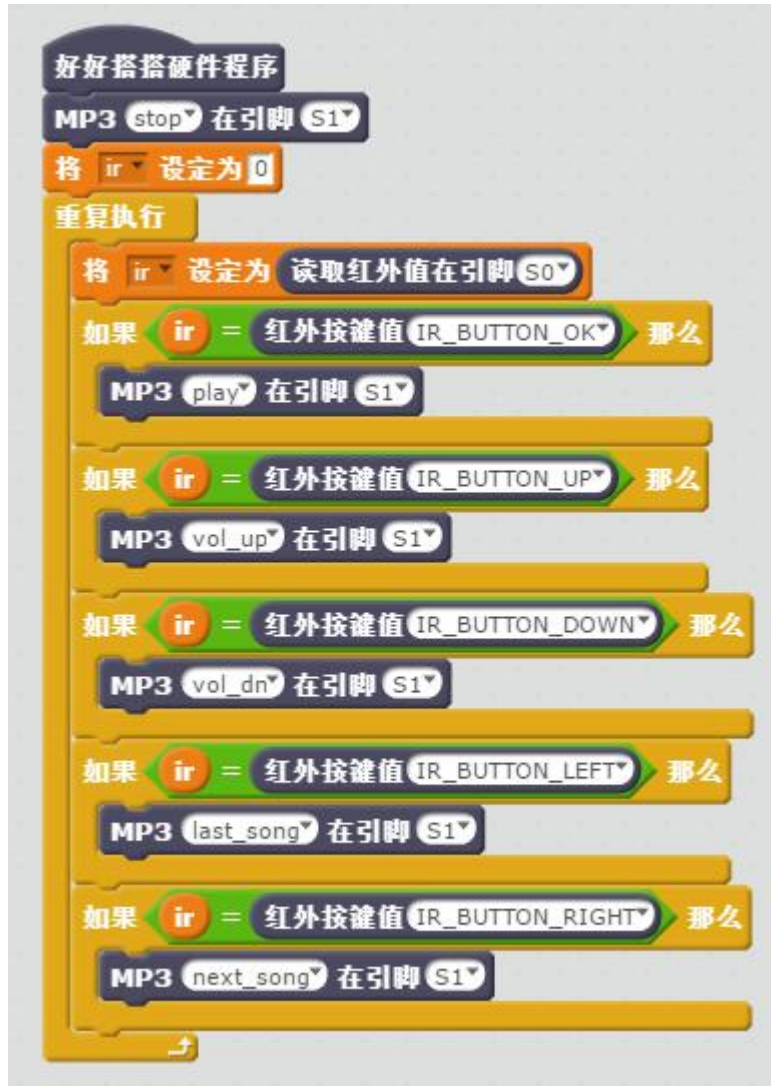 好好搭搭硬件程序
MP3 stop 在引脚 S1
将 ir 设定为 0
重复执行
将 ir 设定为 读取红外值在引脚 S0
如果 ir = 红外按键值 IR_BUTTON_OK 那么
MP3 play 在引脚 S1
如果 ir = 红外按键值 IR_BUTTON_UP 那么
MP3 vol_up 在引脚 S1
如果 ir = 红外按键值 IR_BUTTON_DOWN 那么
MP3 vol_dn 在引脚 S1
如果 ir = 红外按键值 IR_BUTTON_LEFT 那么
MP3 last_song 在引脚 S1
如果 ir = 红外按键值 IR_BUTTON_RIGHT 那么
MP3 next_song 在引脚 S1